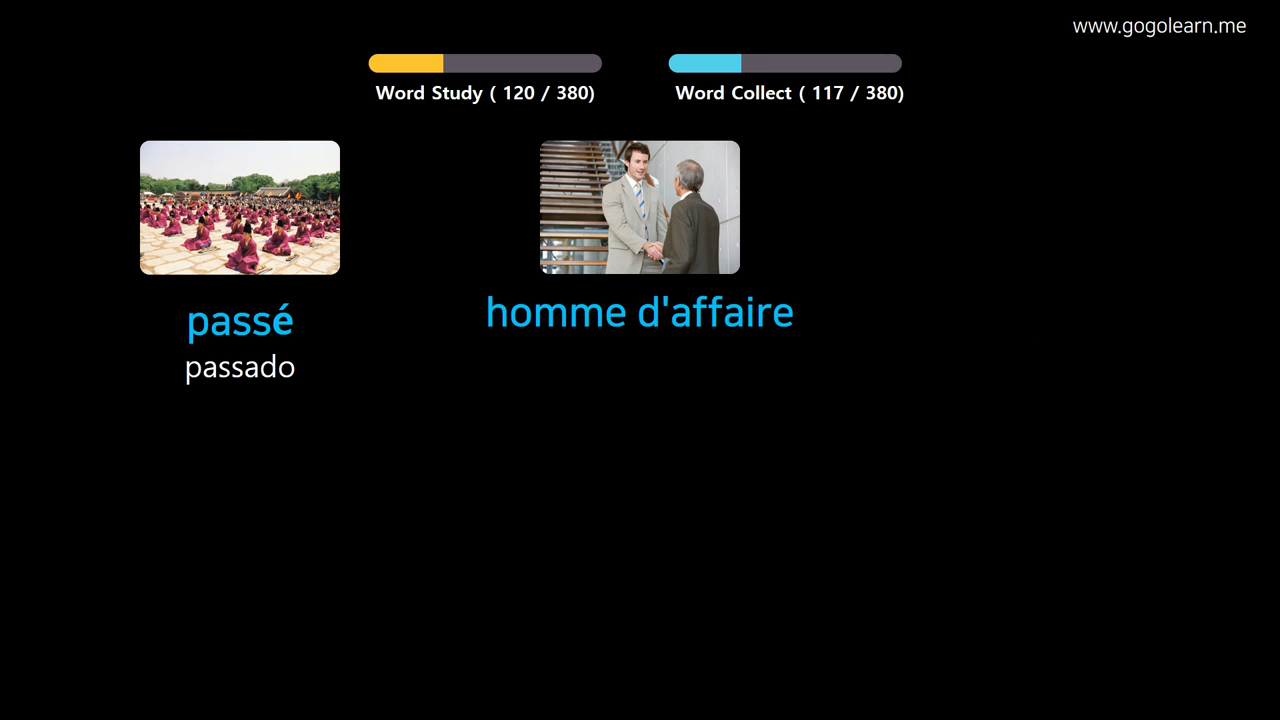 www.gogolearn.me
Word Study ( 120 / 380)
Word Collect ( 117 / 380)
passé
passado
homme d'affaire